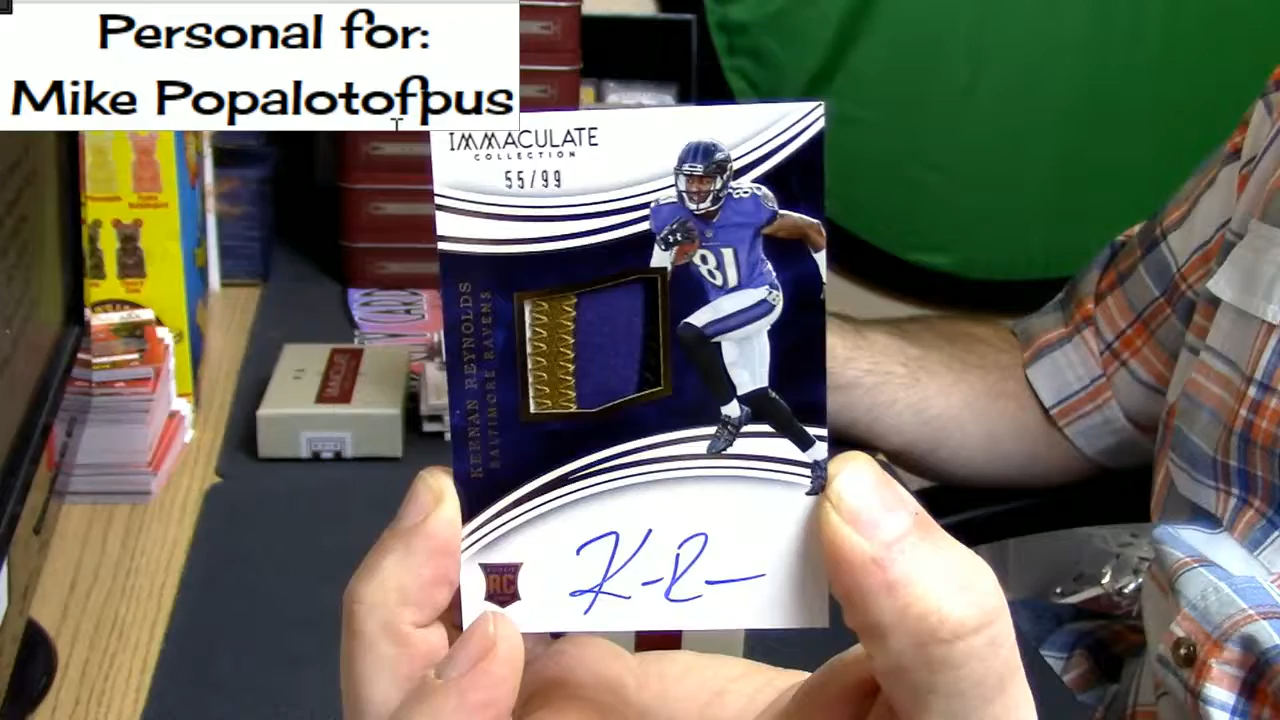 Personal for:
Mike Popalotofpus
IMMACULATE
COLLECTION
55/99
81
KEENAN REYNOLDS
BALTIMORE RAVENS
RC
K R